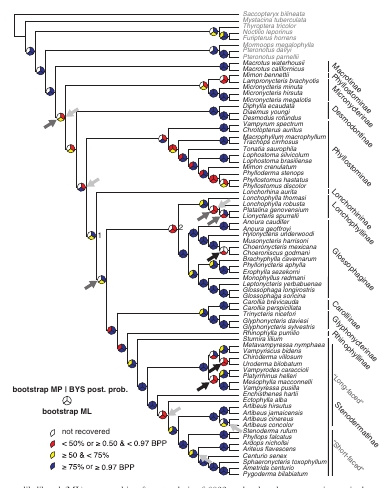 Saccopteryx bilineata
Mystacina tuberculata
Thyroptera tricolor
Noctilio leporinus
Furipterus horrens
Mormoops megalophylla
Pteronotus davyi
Pteronotus parnellii
Macrotus waterhousii
Macrotus californicus
Mimon bennettii
Lampronycteris brachyotis
Micronycteris minuta
Micronycteris hirsuta
Micronycteris megalotis
Diphylla ecaudata
Diaemus youngi
Desmodus rotundus
Vampyrum spectrum
Chrotopterus auritus
Macrophyllum macrophyllum
Trachops cirrhosus
Tonatia saurophila
Lophostoma silvicolum
Lophostoma brasiliense
Mimon crenulatum
Phylloderma stenops
Phyllostomus hastatus
Phyllostomus discolor
Lonchorhina aurita
Lonchophylla thomasi
Lonchophylla robusta
Platalina genovensium
Lionycteris spurrelli
Anoura caudifer
Anoura geoffroyi
Hylonycteris underwoodi
Musonycteris harrisoni
Choeronycteris mexicana
Choeroniscus godmani
Brachyphylla cavernarum
Phyllonycteris aphylla
Erophylla sezekorni
Monophyllus redmani
Leptonycteris yerbabuenae
Glossophaga longirostris
Glossophaga soricina
Carollia brevicauda
Carollia perspicillata
Trinycteris nicefori
Glyphonycteris daviesi
Glyphonycteris sylvestris
Rhinophylla pumilio
Sturnira lilium
Metavampyressa nymphaea
Vampyriscus bidens
Chiroderma villosum
Uroderma bilobatum
Vampyrodes caraccioli
Platyrrhinus helleri
Mesophylla macconnelli
Vampyressa pusilla
Enchisthenes hartii
Ectophylla alba
Artibeus hirsutus
Artibeus jamaicensis
Artibeus cinereus
Artibeus concolor
Stenoderma rufum
Phyllops falcatus
Ardops nichollsi
Ariteus flavescens
Centurio senex
Sphaeronycteris toxophyllum
Ametrida centurio
Pygoderma bilabiatum
Macrotinae
Phyllostominae
Micronycterinae
Desmodontinae
Phyllostominae
Lonchorhininae
Lonchophyllinae
Glossophaginae
Carolliinae
Glyphonycterinae
Rhinophyllinae
"Long-faced"
Stenodermatinae
"Short-faced"
1
2
bootstrap MP | BYS post. prob.
bootstrap ML
not recovered
< 50% or ≥ 0.50 & < 0.97 BPP
≥ 50 & < 75%
≥ 75% or ≥ 0.97 BPP